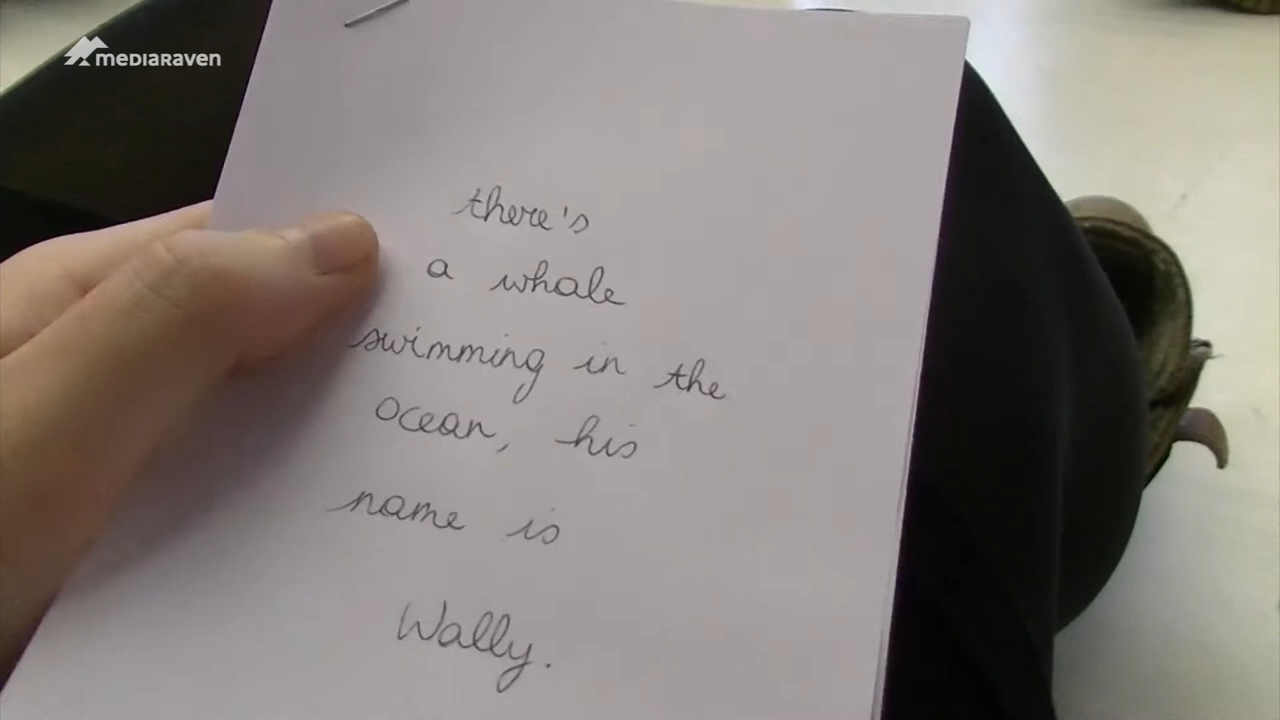 mediaraven
there's
a whale
swimming in the
ocean, his
name is
Wally.